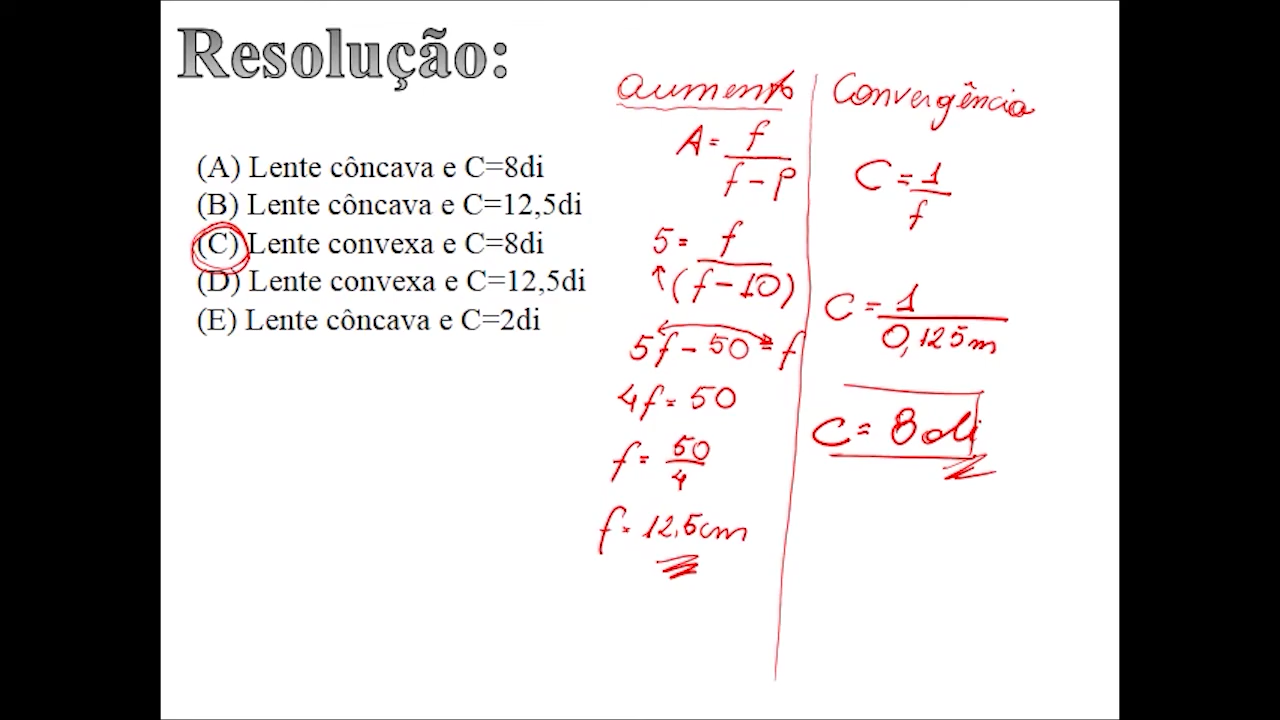 Resolução:
(A) Lente côncava e C=8di
(B) Lente côncava e C=12,5di
(C) Lente convexa e C=8di
(D) Lente convexa e C=12,5di
(E) Lente côncava e C=2di
aumento
A = f / f - p
5 = f / (f - 10)
5f - 50 = f
4f = 50
f = 50 / 4
f = 12,5cm
Convergência
C = 1 / f
C = 1 / 0,125m
C = 8di